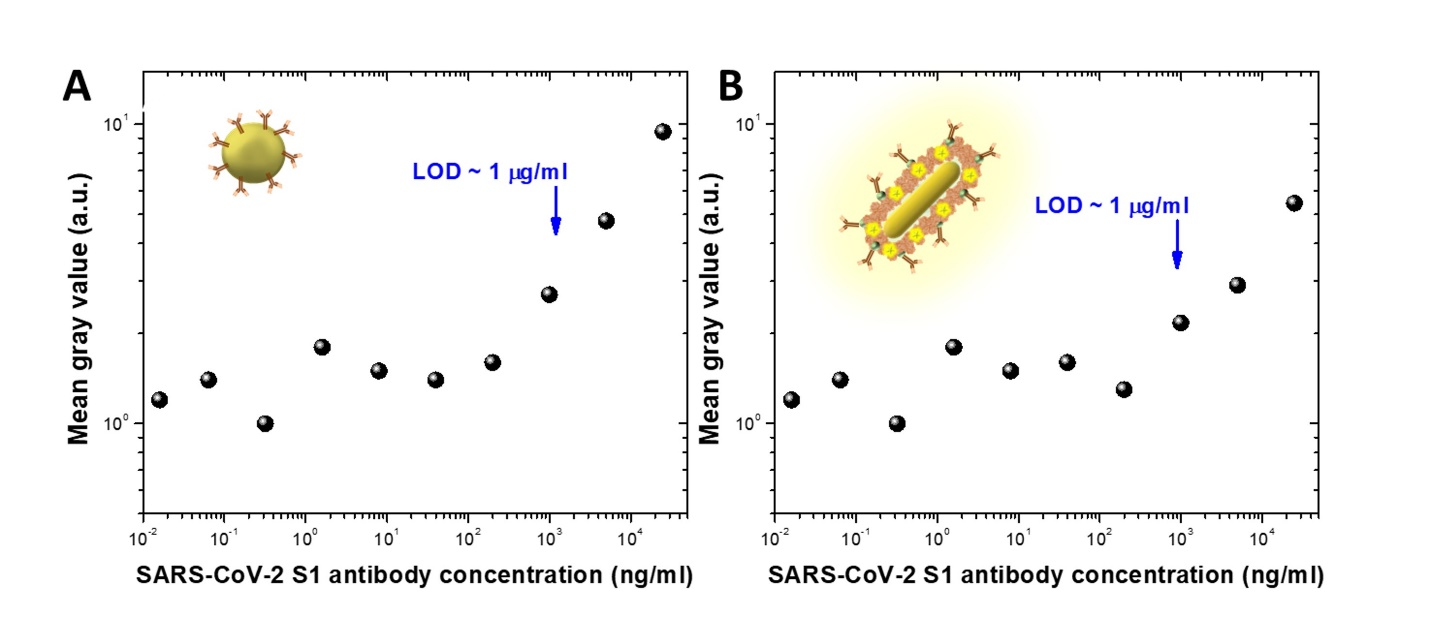 A
B
10¹
LOD ~ 1 µg/ml
10⁰
Mean gray value (a.u.)
10⁻² 10⁻¹ 10⁰ 10¹ 10² 10³ 10⁴
SARS-CoV-2 S1 antibody concentration (ng/ml)
10¹
LOD ~ 1 µg/ml
10⁰
Mean gray value (a.u.)
10⁻² 10⁻¹ 10⁰ 10¹ 10² 10³ 10⁴
SARS-CoV-2 S1 antibody concentration (ng/ml)